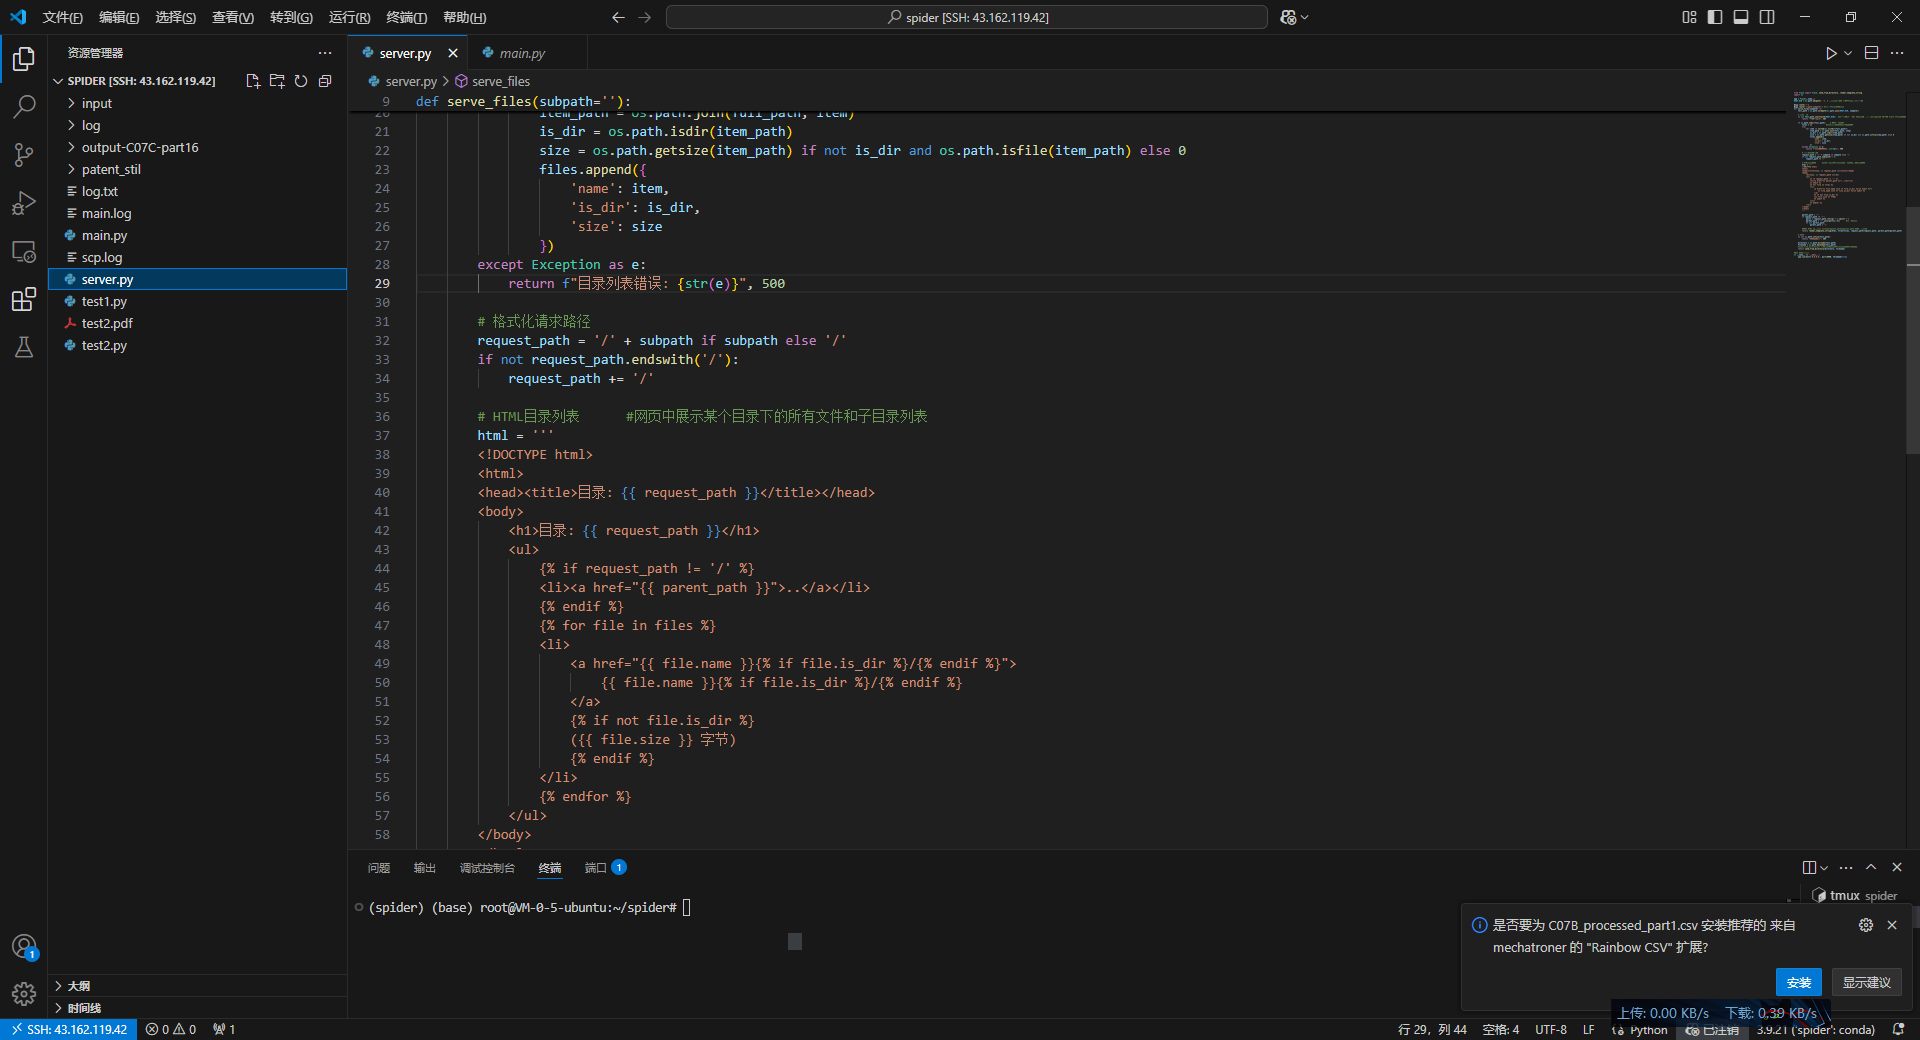 文件(F) 编辑(E) 选择(S) 查看(V) 转到(G) 运行(R) 终端(T) 帮助(H)
spider [SSH: 43.162.119.42]
资源管理器
SPIDER [SSH: 43.162.119.42]
input
log
output-C07C-part16
patent_stil
log.txt
main.log
main.py
scp.log
server.py
test1.py
test2.pdf
test2.py
大纲
时间线
server.py
main.py
server.py > serve_files
9 def serve_files(subpath=''):
20 item_path = os.path.join(full_path, item)
21 is_dir = os.path.isdir(item_path)
22 size = os.path.getsize(item_path) if not is_dir and os.path.isfile(item_path) else 0
23 files.append({
24 'name': item,
25 'is_dir': is_dir,
26 'size': size
27 })
28 except Exception as e:
29 return f"目录列表错误: {str(e)}", 500
30
31 # 格式化请求路径
32 request_path = '/' + subpath if subpath else '/'
33 if not request_path.endswith('/'):
34 request_path += '/'
35
36 # HTML目录列表 #网页中展示某个目录下的所有文件和子目录列表
37 html = '''
38 <!DOCTYPE html>
39 <html>
40 <head><title>目录: {{ request_path }}</title></head>
41 <body>
42 <h1>目录: {{ request_path }}</h1>
43 <ul>
44 {% if request_path != '/' %}
45 <li><a href="{{ parent_path }}">..</a></li>
46 {% endif %}
47 {% for file in files %}
48 <li>
49 <a href="{{ file.name }}{% if file.is_dir %}/{% endif %}">
50 {{ file.name }}{% if file.is_dir %}/{% endif %}
51 </a>
52 {% if not file.is_dir %}
53 ({{ file.size }} 字节)
54 {% endif %}
55 </li>
56 {% endfor %}
57 </ul>
58 </body>
问题 输出 调试控制台 终端 端口 1
(spider) (base) root@VM-0-5-ubuntu:~/spider#
tmux spider
是否要为 C07B_processed_part1.csv 安装推荐的 来自
mechatroner 的 "Rainbow CSV" 扩展?
安装 显示建议
上传: 0.00 KB/s 下载: 0.39 KB/s
1
SSH: 43.162.119.42 0 0 1
行 29，列 44 空格: 4 UTF-8 LF Python 已注销 3.9.21 ('spider': conda)